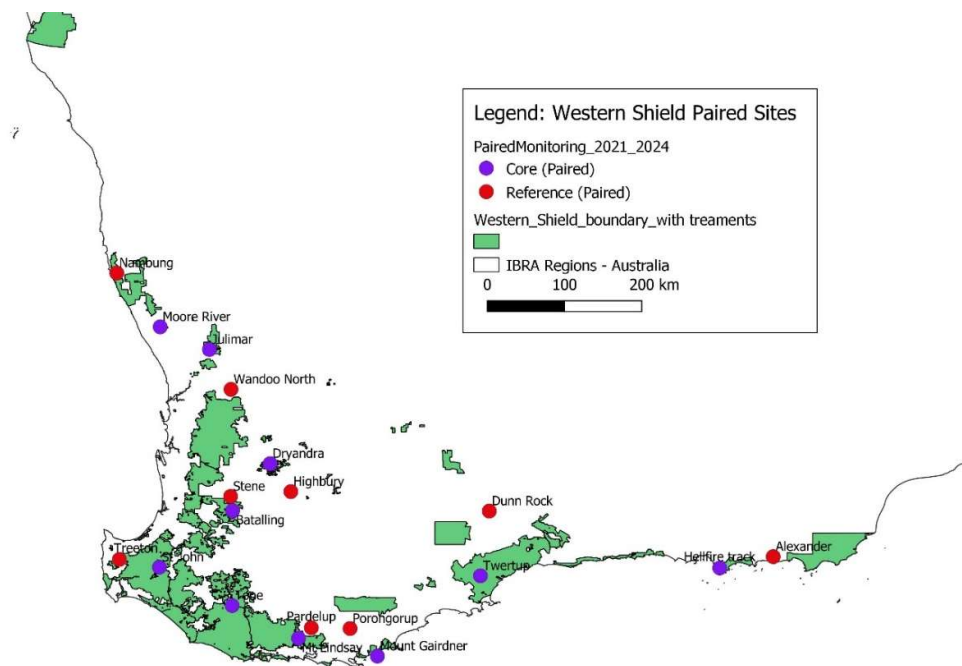 Legend: Western Shield Paired Sites
PairedMonitoring_2021_2024
Core (Paired)
Reference (Paired)
Western_Shield_boundary_with treaments
IBRA Regions - Australia
0 100 200 km
Nambung
Moore River
Julimar
Wandoo North
Dryandra
Highbury
Stene
Batalling
Dunn Rock
Treeton
St John
Twertup
Hellfire track
Alexander
Pardelup
Porongorup
Mt Lindsay
Mount Gairdner